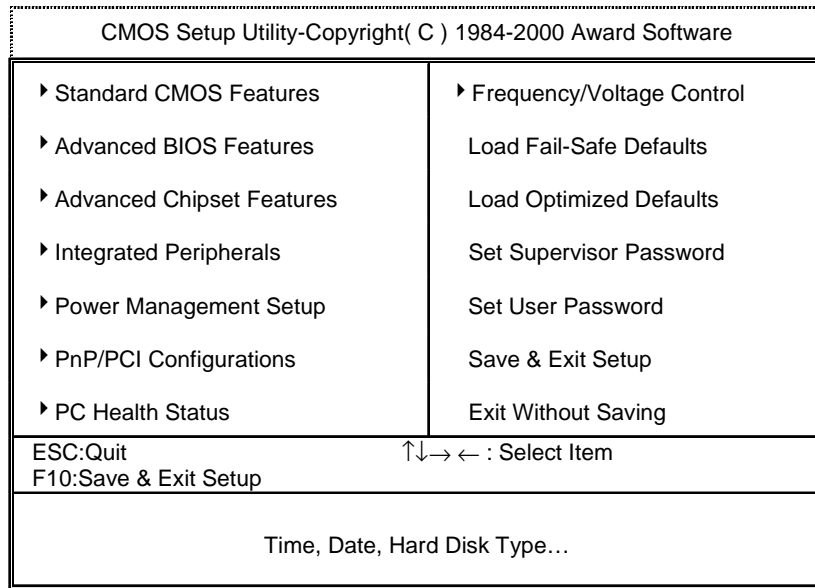 CMOS Setup Utility-Copyright( C ) 1984-2000 Award Software
Standard CMOS Features
Advanced BIOS Features
Advanced Chipset Features
Integrated Peripherals
Power Management Setup
PnP/PCI Configurations
PC Health Status
Frequency/Voltage Control
Load Fail-Safe Defaults
Load Optimized Defaults
Set Supervisor Password
Set User Password
Save & Exit Setup
Exit Without Saving
ESC:Quit ↑↓→ ← : Select Item
F10:Save & Exit Setup
Time, Date, Hard Disk Type…